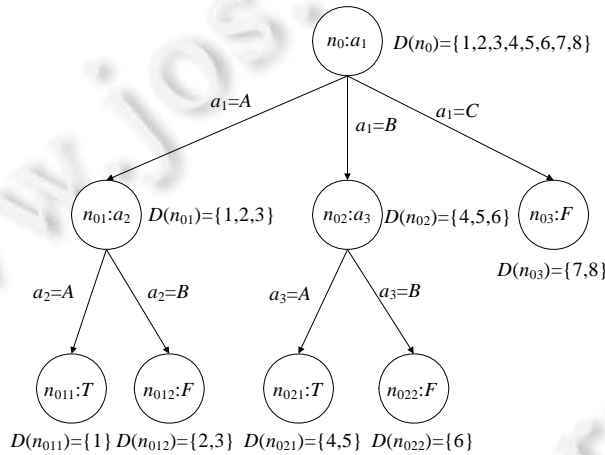 n₀:a₁ D(n₀)={1,2,3,4,5,6,7,8}
a₁=A a₁=B a₁=C
n₀₁:a₂ D(n₀₁)={1,2,3} n₀₂:a₃ D(n₀₂)={4,5,6} n₀₃:F
D(n₀₃)={7,8}
a₂=A a₂=B a₃=A a₃=B
n₀₁₁:T n₀₁₂:F n₀₂₁:T n₀₂₂:F
D(n₀₁₁)={1} D(n₀₁₂)={2,3} D(n₀₂₁)={4,5} D(n₀₂₂)={6}
www.jos.